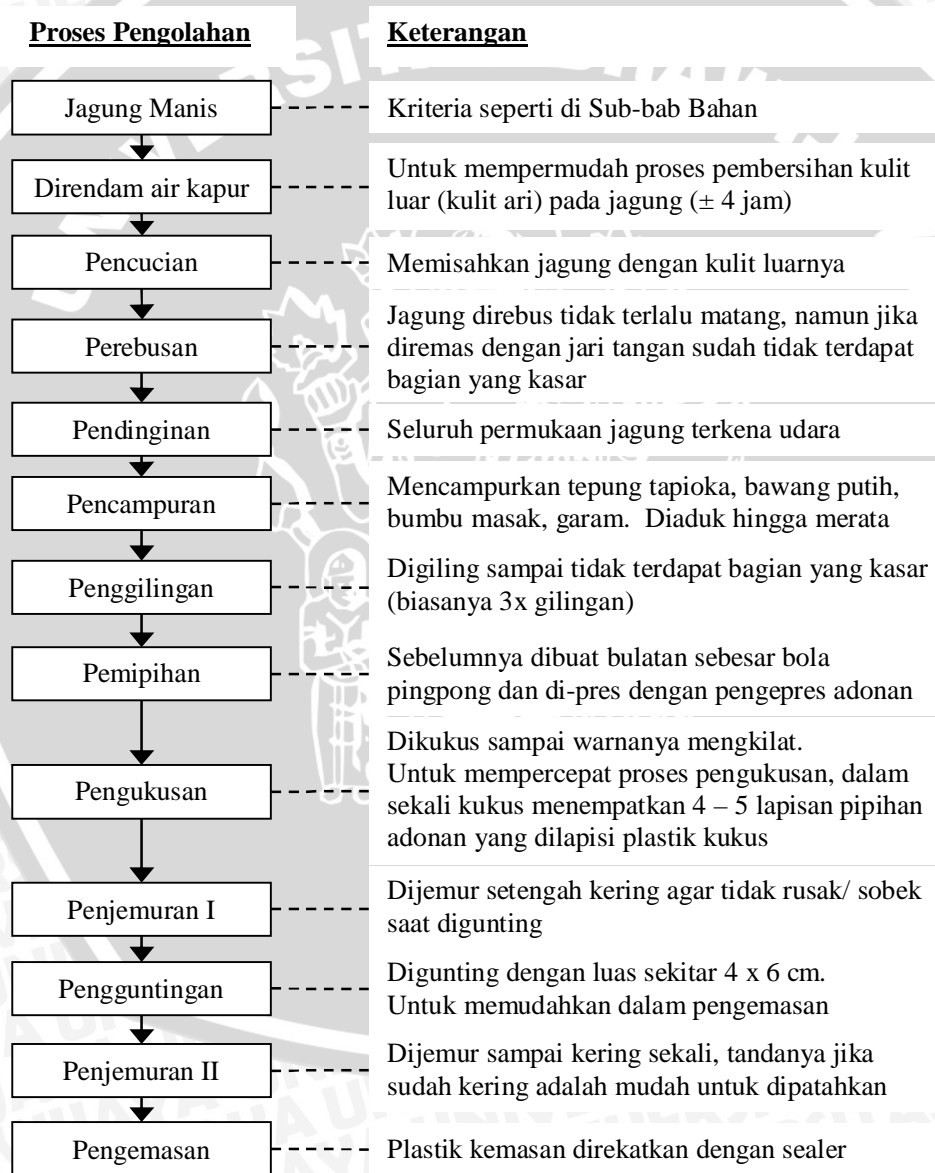 Proses Pengolahan Keterangan
Jagung Manis Kriteria seperti di Sub-bab Bahan
Direndam air kapur Untuk mempermudah proses pembersihan kulit
luar (kulit ari) pada jagung (± 4 jam)
Pencucian Memisahkan jagung dengan kulit luarnya
Perebusan Jagung direbus tidak terlalu matang, namun jika
diremas dengan jari tangan sudah tidak terdapat
bagian yang kasar
Pendinginan Seluruh permukaan jagung terkena udara
Pencampuran Mencampurkan tepung tapioka, bawang putih,
bumbu masak, garam. Diaduk hingga merata
Penggilingan Digiling sampai tidak terdapat bagian yang kasar
(biasanya 3x gilingan)
Pemipihan Sebelumnya dibuat bulatan sebesar bola
pingpong dan di-pres dengan pengepres adonan
Pengukusan Dikukus sampai warnanya mengkilat.
Untuk mempercepat proses pengukusan, dalam
sekali kukus menempatkan 4 – 5 lapisan pipihan
adonan yang dilapisi plastik kukus
Penjemuran I Dijemur setengah kering agar tidak rusak/ sobek
saat digunting
Pengguntingan Digunting dengan luas sekitar 4 x 6 cm.
Untuk memudahkan dalam pengemasan
Penjemuran II Dijemur sampai kering sekali, tandanya jika
sudah kering adalah mudah untuk dipatahkan
Pengemasan Plastik kemasan direkatkan dengan sealer